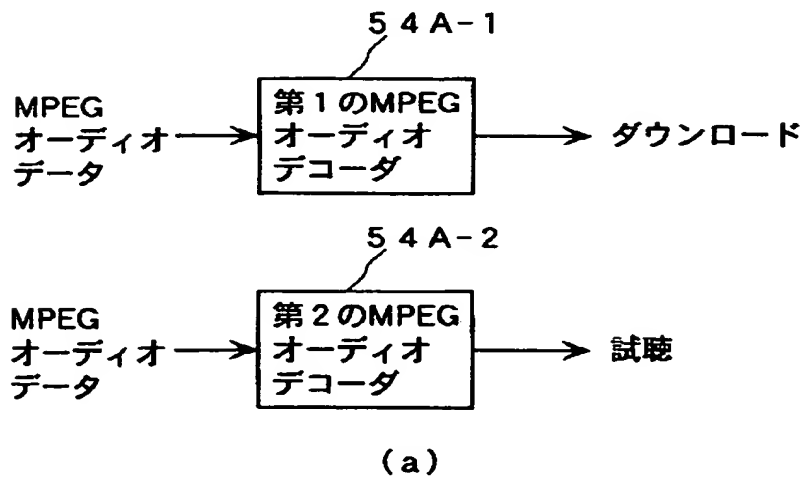 54A-1
MPEG
オーディオ
データ
第1のMPEG
オーディオ
デコーダ
ダウンロード
54A-2
MPEG
オーディオ
データ
第2のMPEG
オーディオ
デコーダ
試聴
(a)